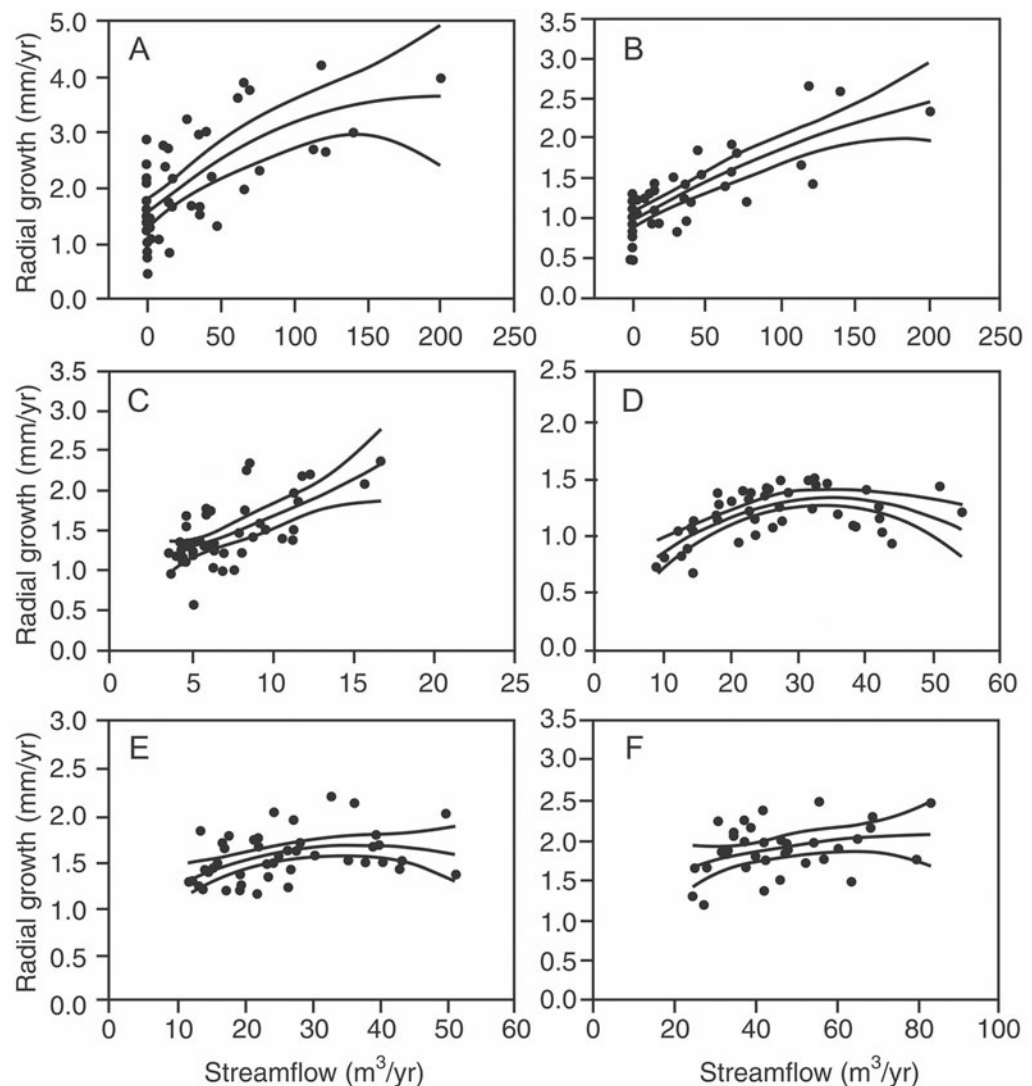 A
Radial growth (mm/yr)
5.0
4.0
3.0
2.0
1.0
0.0
0 50 100 150 200 250
B
3.5
3.0
2.5
2.0
1.5
1.0
0.5
0.0
0 50 100 150 200 250
C
Radial growth (mm/yr)
3.5
3.0
2.5
2.0
1.5
1.0
0.5
0.0
0 5 10 15 20 25
D
2.5
2.0
1.5
1.0
0.5
0.0
0 10 20 30 40 50 60
E
Radial growth (mm/yr)
3.0
2.5
2.0
1.5
1.0
0.5
0.0
0 10 20 30 40 50 60
Streamflow (m³/yr)
F
3.5
3.0
2.5
2.0
1.5
1.0
0.5
0.0
0 20 40 60 80 100
Streamflow (m³/yr)